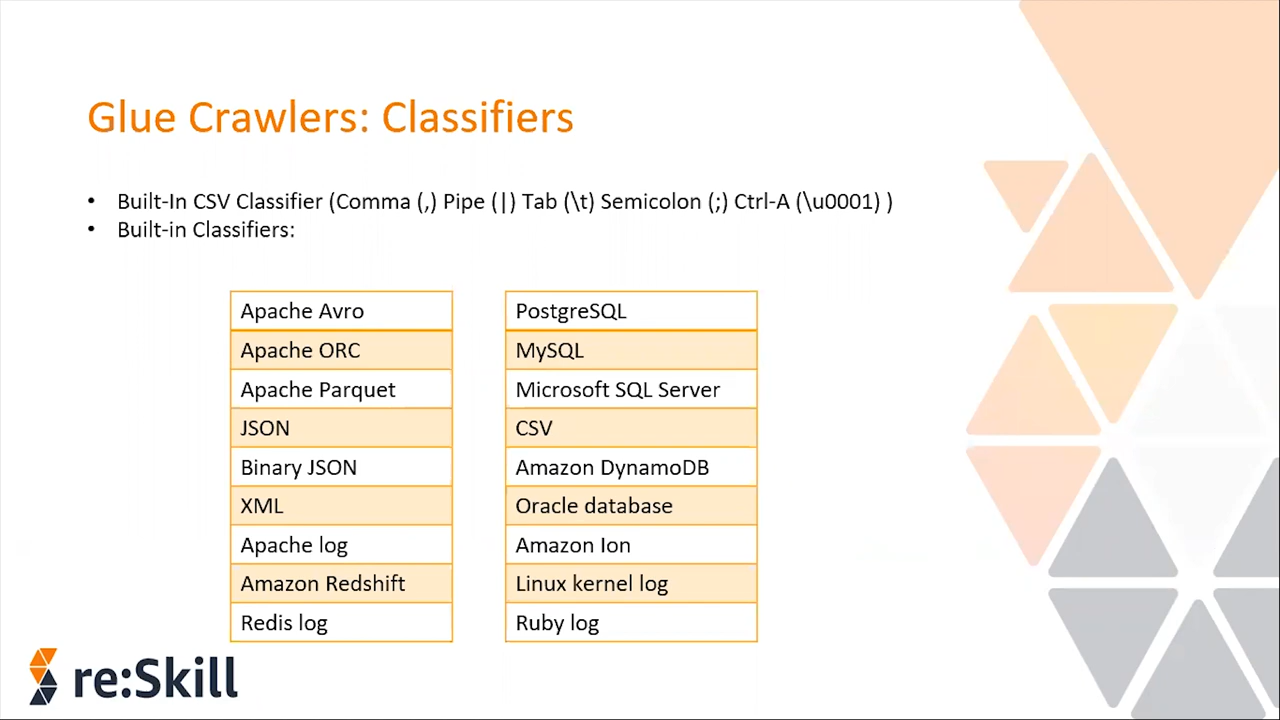 Glue Crawlers: Classifiers
• Built-In CSV Classifier (Comma (,) Pipe (|) Tab (\t) Semicolon (;) Ctrl-A (\u0001) )
• Built-in Classifiers:
Apache Avro
Apache ORC
Apache Parquet
JSON
Binary JSON
XML
Apache log
Amazon Redshift
Redis log
PostgreSQL
MySQL
Microsoft SQL Server
CSV
Amazon DynamoDB
Oracle database
Amazon Ion
Linux kernel log
Ruby log
re:Skill